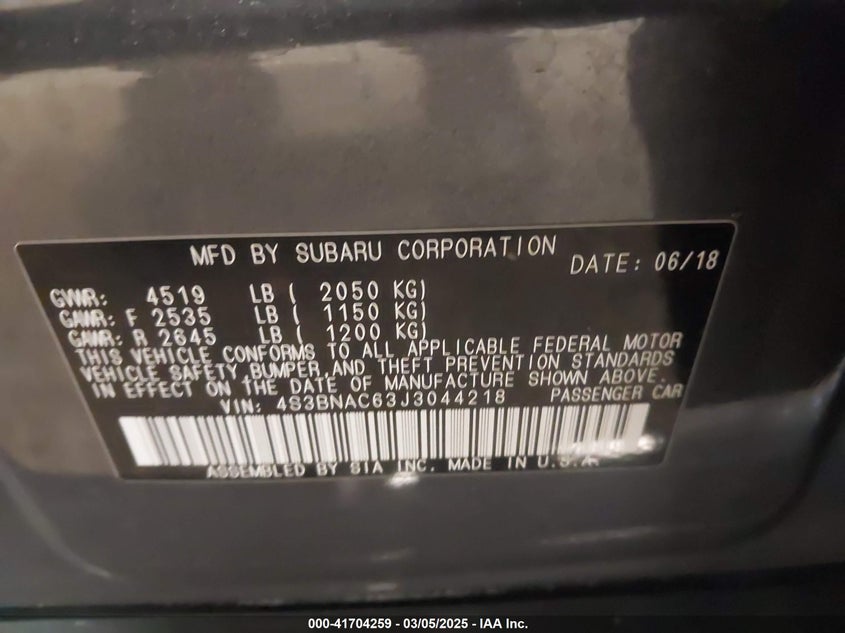 MFD BY SUBARU CORPORATION DATE: 06/18
GVWR: 4519 LB ( 2050 KG)
GAWR: F 2535 LB ( 1150 KG)
GAWR: R 2645 LB ( 1200 KG)
THIS VEHICLE CONFORMS TO ALL APPLICABLE FEDERAL MOTOR
VEHICLE SAFETY, BUMPER, AND THEFT PREVENTION STANDARDS
IN EFFECT ON THE DATE OF MANUFACTURE SHOWN ABOVE.
VIN: 4S3BNAC63J3044218 PASSENGER CAR
ASSEMBLED BY SIA INC. MADE IN U.S.A.
000-41704259 - 03/05/2025 - IAA Inc.